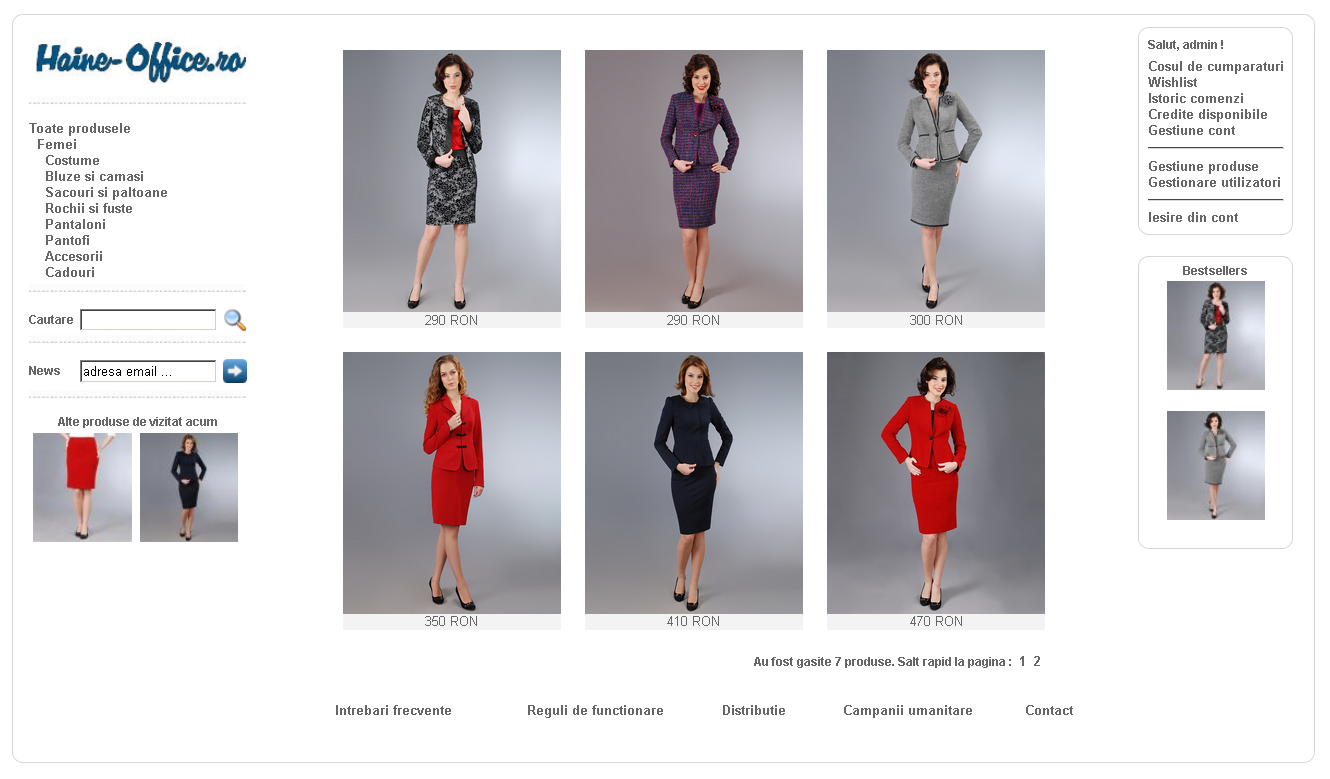 Haine-Office.ro
Toate produsele
Femei
Costume
Bluze si camasi
Sacouri si paltoane
Rochii si fuste
Pantaloni
Pantofi
Accesorii
Cadouri
Cautare
News adresa email ...
Alte produse de vizitat acum
290 RON 290 RON 300 RON
350 RON 410 RON 470 RON
Au fost gasite 7 produse. Salt rapid la pagina : 1 2
Intrebari frecvente Reguli de functionare Distributie Campanii umanitare Contact
Salut, admin !
Cosul de cumparaturi
Wishlist
Istoric comenzi
Credite disponibile
Gestiune cont
Gestiune produse
Gestionare utilizatori
Iesire din cont
Bestsellers